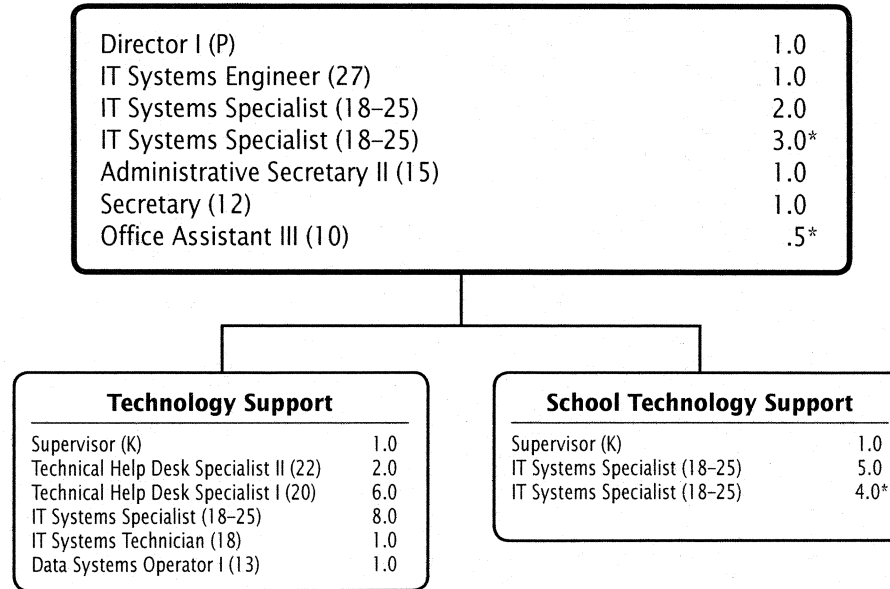 Director I (P) 1.0
IT Systems Engineer (27) 1.0
IT Systems Specialist (18–25) 2.0
IT Systems Specialist (18–25) 3.0*
Administrative Secretary II (15) 1.0
Secretary (12) 1.0
Office Assistant III (10) .5*
Technology Support
Supervisor (K) 1.0
Technical Help Desk Specialist II (22) 2.0
Technical Help Desk Specialist I (20) 6.0
IT Systems Specialist (18–25) 8.0
IT Systems Technician (18) 1.0
Data Systems Operator I (13) 1.0
School Technology Support
Supervisor (K) 1.0
IT Systems Specialist (18–25) 5.0
IT Systems Specialist (18–25) 4.0*